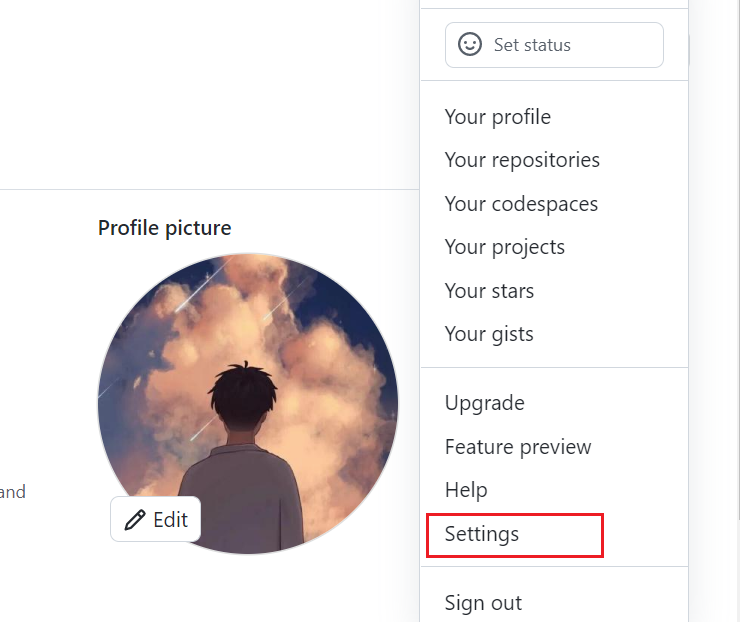 Set status
Your profile
Your repositories
Your codespaces
Your projects
Your stars
Your gists
Upgrade
Feature preview
Help
Settings
Sign out
Profile picture
Edit
and